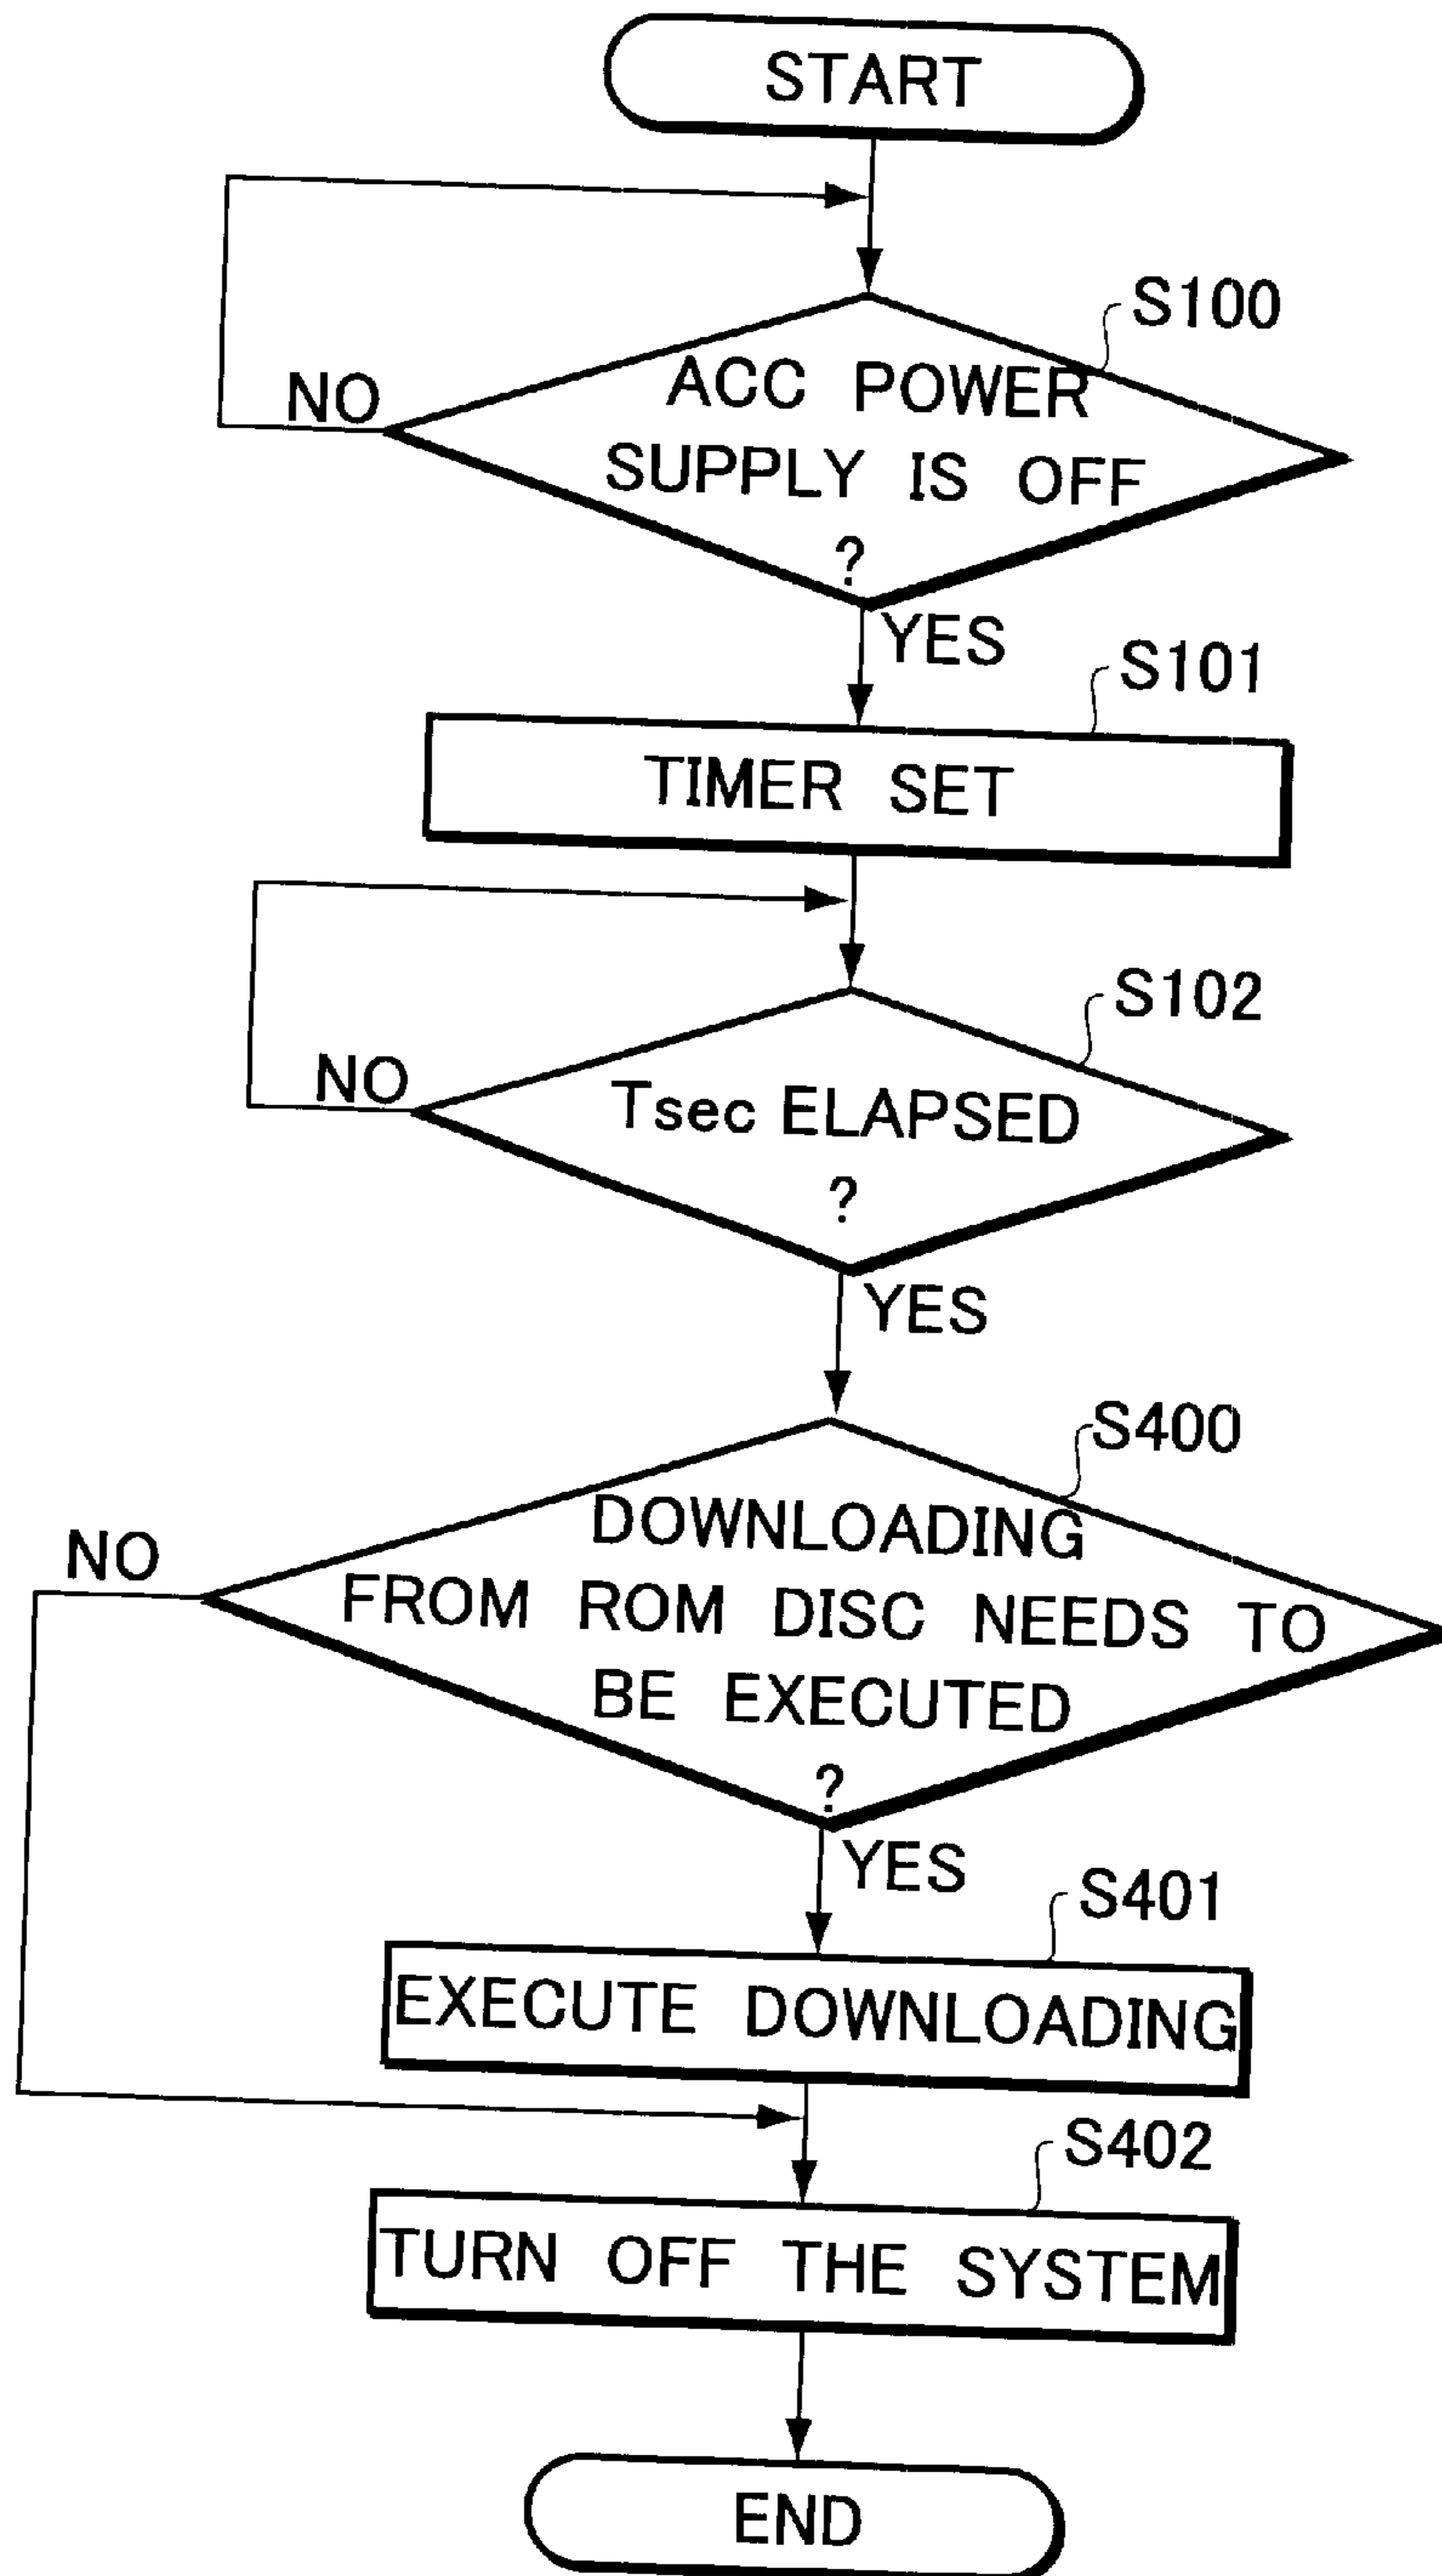 START
S100
ACC POWER
NO
SUPPLY IS OFF
?
YES
S101
TIMER SET
S102
NO
Tsec ELAPSED
?
YES
S400
DOWNLOADING
NO
FROM ROM DISC NEEDS TO
BE EXECUTED
?
YES
S401
EXECUTE DOWNLOADING
S402
TURN OFF THE SYSTEM
END